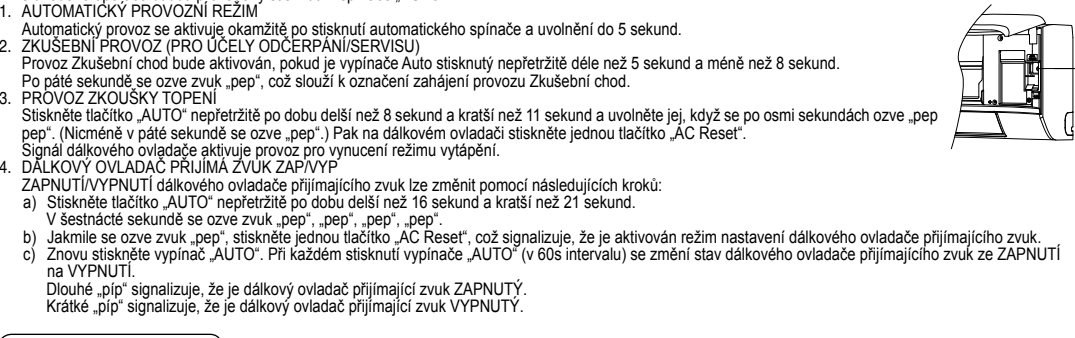 1. AUTOMATICKÝ PROVOZNÍ REŽIM
Automatický provoz se aktivuje okamžitě po stisknutí automatického spínače a uvolnění do 5 sekund.
2. ZKUŠEBNÍ PROVOZ (PRO ÚČELY ODČERPÁNÍ/SERVISU)
Provoz Zkušební chod bude aktivován, pokud je vypínače Auto stisknutý nepřetržitě déle než 5 sekund a méně než 8 sekund.
Po páté sekundě se ozve zvuk „pep“, což slouží k označení zahájení provozu Zkušební chod.
3. PROVOZ ZKOUŠKY TOPENÍ
Stiskněte tlačítko „AUTO“ nepřetržitě po dobu delší než 8 sekund a kratší než 11 sekund a uvolněte jej, když se po osmi sekundách ozve „pep
pep“. (Nicméně v páté sekundě se ozve „pep“.) Pak na dálkovém ovladači stiskněte jednou tlačítko „AC Reset“.
Signál dálkového ovladače aktivuje provoz pro vynucení režimu vytápění.
4. DÁLKOVÝ OVLADAČ PŘIJÍMÁ ZVUK ZAP/VYP
ZAPNUTÍ/VYPNUTÍ dálkového ovladače přijímajícího zvuk lze změnit pomocí následujících kroků:
a) Stiskněte tlačítko „AUTO“ nepřetržitě po dobu delší než 16 sekund a kratší než 21 sekund.
V šestnácté sekundě se ozve zvuk „pep“, „pep“, „pep“, „pep“.
b) Jakmile se ozve zvuk „pep“, stiskněte jednou tlačítko „AC Reset“, což signalizuje, že je aktivován režim nastavení dálkového ovladače přijímajícího zvuk.
c) Znovu stiskněte vypínač „AUTO“. Při každém stisknutí vypínače „AUTO“ (v 60s intervalu) se změní stav dálkového ovladače přijímajícího zvuk ze ZAPNUTÍ
na VYPNUTÍ.
Dlouhé „píp“ signalizuje, že je dálkový ovladač přijímající zvuk ZAPNUTÝ.
Krátké „píp“ signalizuje, že je dálkový ovladač přijímající zvuk VYPNUTÝ.